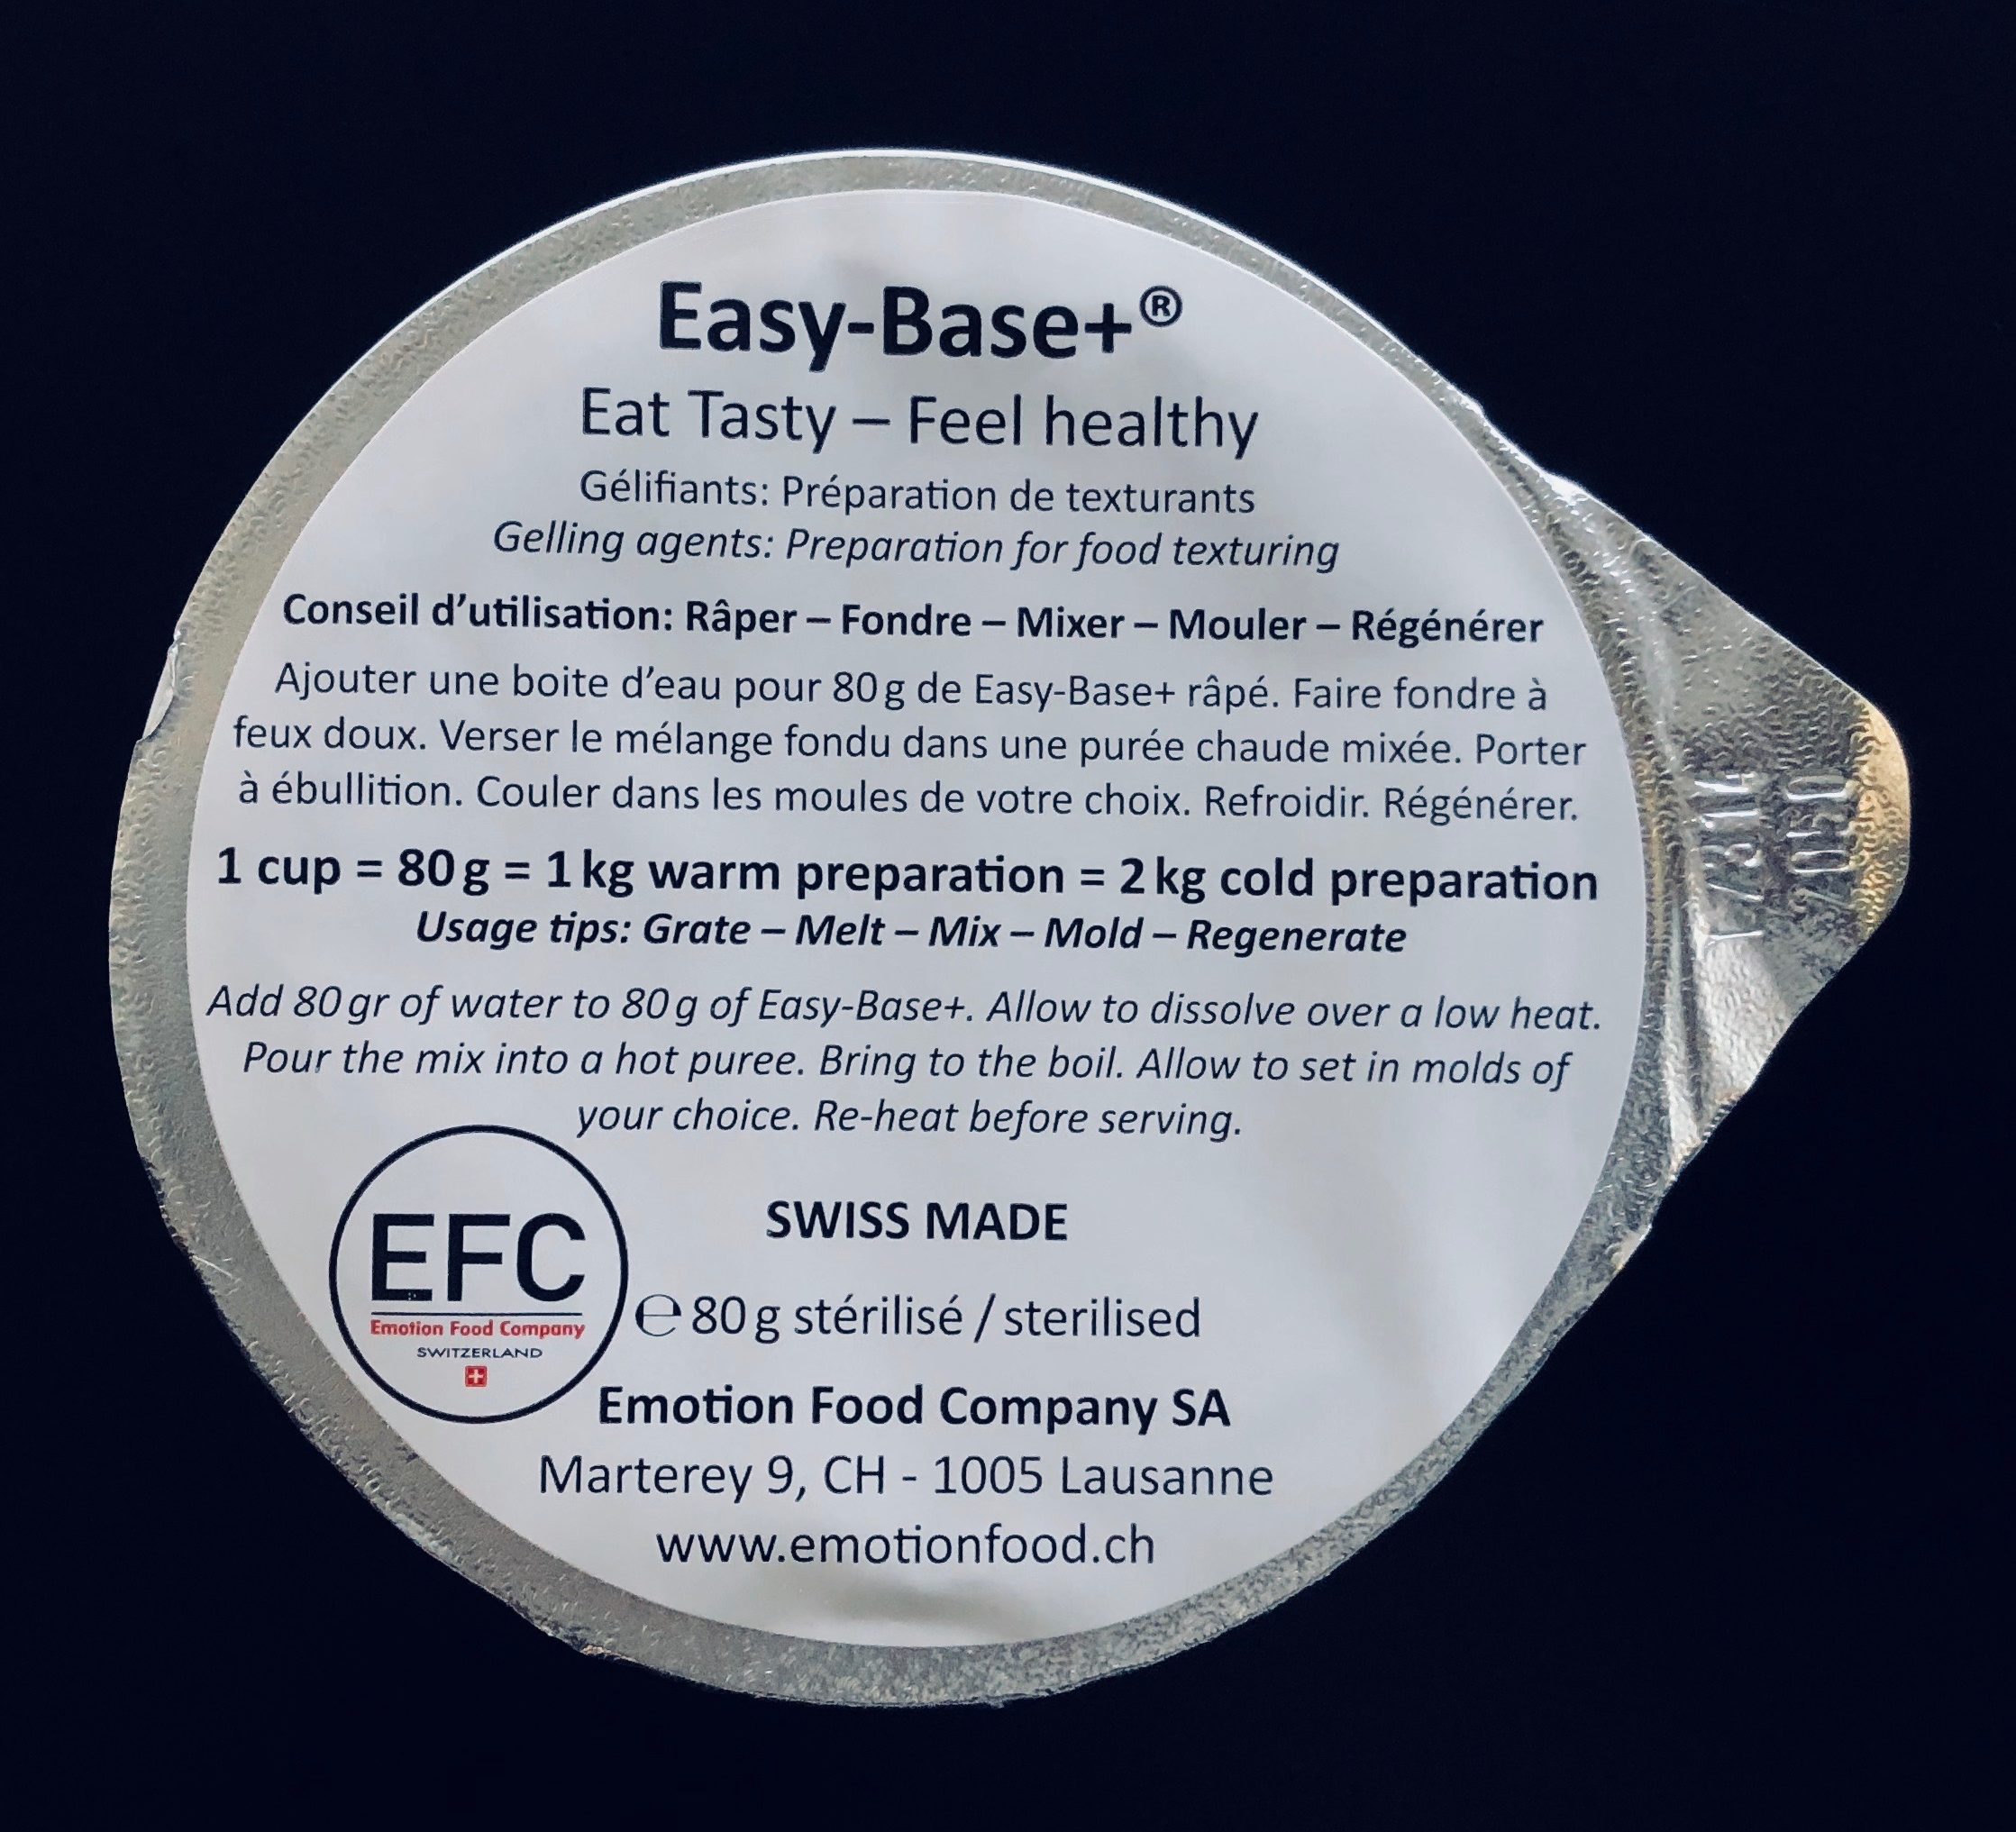 Easy-Base+®
Eat Tasty – Feel healthy
Gélifiants: Préparation de texturants
Gelling agents: Preparation for food texturing
Conseil d’utilisation: Râper – Fondre – Mixer – Mouler – Régénérer
Ajouter une boite d’eau pour 80 g de Easy-Base+ râpé. Faire fondre à
feux doux. Verser le mélange fondu dans une purée chaude mixée. Porter
à ébullition. Couler dans les moules de votre choix. Refroidir. Régénérer.
1 cup = 80 g = 1 kg warm preparation = 2 kg cold preparation
Usage tips: Grate – Melt – Mix – Mold – Regenerate
Add 80 gr of water to 80 g of Easy-Base+. Allow to dissolve over a low heat.
Pour the mix into a hot puree. Bring to the boil. Allow to set in molds of
your choice. Re-heat before serving.
SWISS MADE
EFC
Emotion Food Company
SWITZERLAND
℮ 80 g stérilisé / sterilised
Emotion Food Company SA
Marterey 9, CH - 1005 Lausanne
www.emotionfood.ch